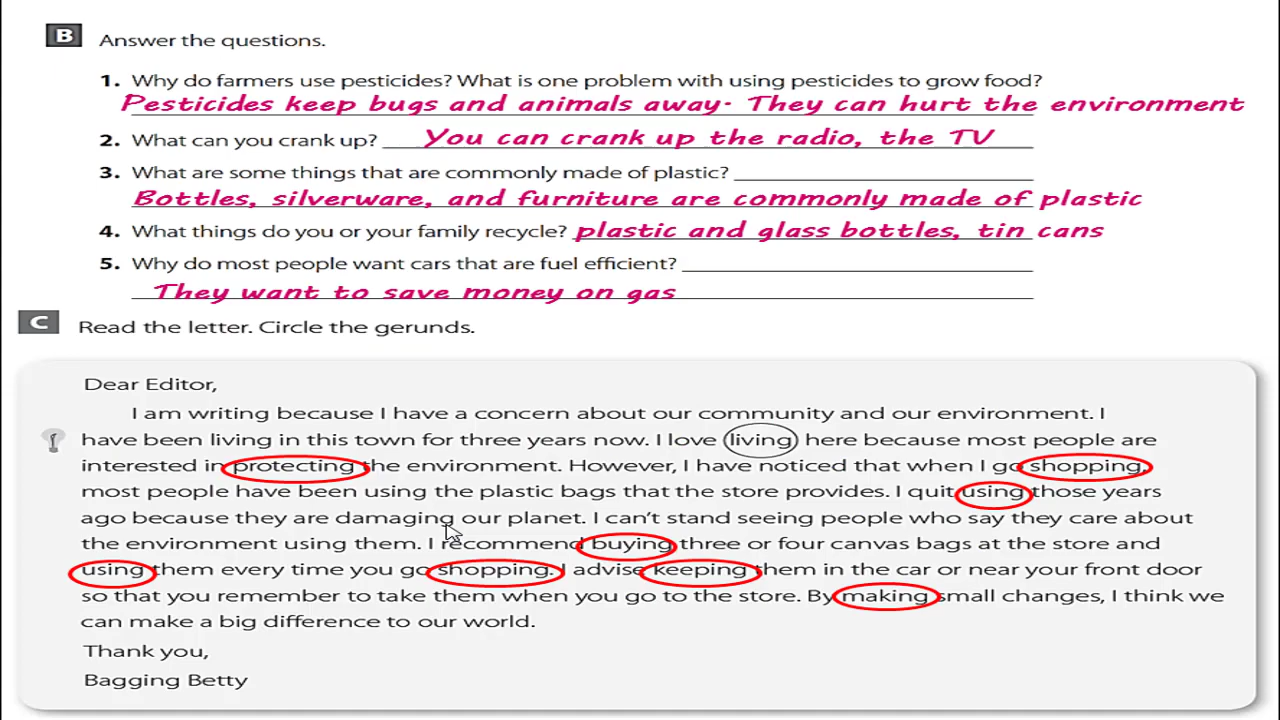 B Answer the questions.
1. Why do farmers use pesticides? What is one problem with using pesticides to grow food?
Pesticides keep bugs and animals away. They can hurt the environment
2. What can you crank up? You can crank up the radio, the TV
3. What are some things that are commonly made of plastic?
Bottles, silverware, and furniture are commonly made of plastic
4. What things do you or your family recycle? plastic and glass bottles, tin cans
5. Why do most people want cars that are fuel efficient?
They want to save money on gas
C Read the letter. Circle the gerunds.
Dear Editor,
I am writing because I have a concern about our community and our environment. I
have been living in this town for three years now. I love living here because most people are
interested in protecting the environment. However, I have noticed that when I go shopping,
most people have been using the plastic bags that the store provides. I quit using those years
ago because they are damaging our planet. I can't stand seeing people who say they care about
the environment using them. I recommend buying three or four canvas bags at the store and
using them every time you go shopping. I advise keeping them in the car or near your front door
so that you remember to take them when you go to the store. By making small changes, I think we
can make a big difference to our world.
Thank you,
Bagging Betty